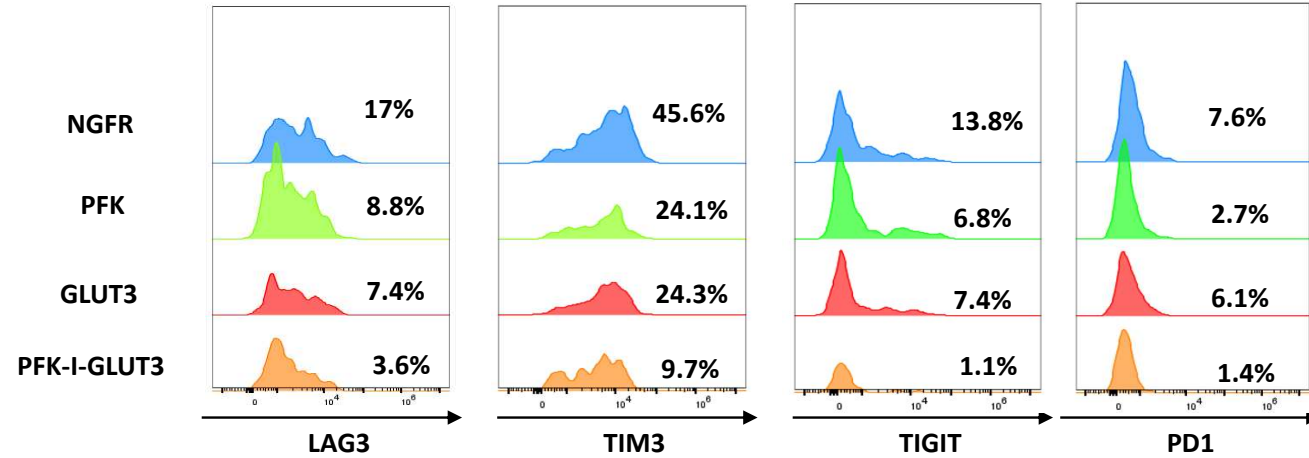 NGFR 17% 45.6% 13.8% 7.6%
PFK 8.8% 24.1% 6.8% 2.7%
GLUT3 7.4% 24.3% 7.4% 6.1%
PFK-I-GLUT3 3.6% 9.7% 1.1% 1.4%
0 10⁴ 10⁶ 0 10⁴ 10⁶ 0 10⁴ 10⁶ 0 10⁴ 10⁶
LAG3 TIM3 TIGIT PD1